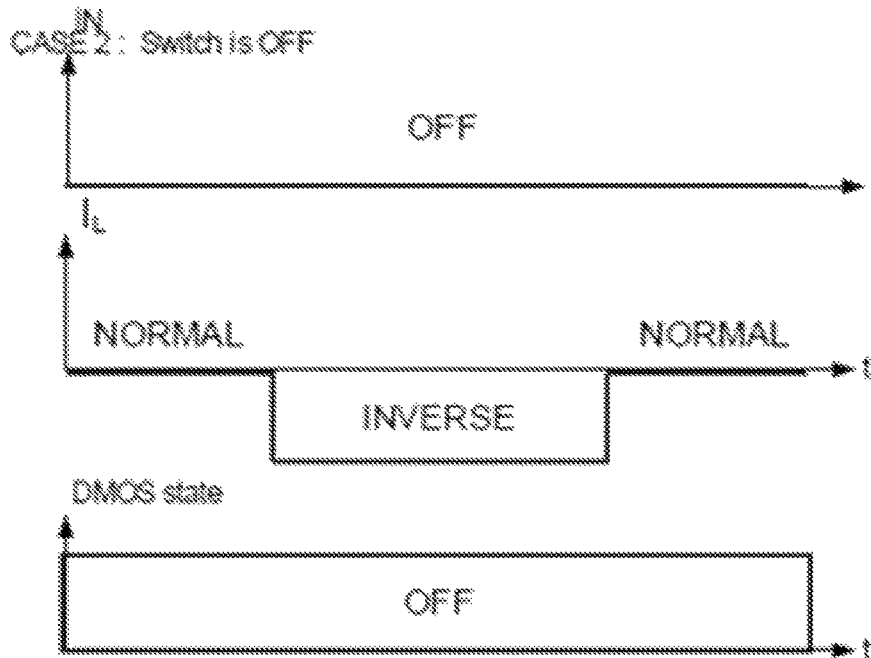 IN
CASE 2 : Switch is OFF
OFF
IL
NORMAL
NORMAL
t
INVERSE
DMOS state
OFF
t